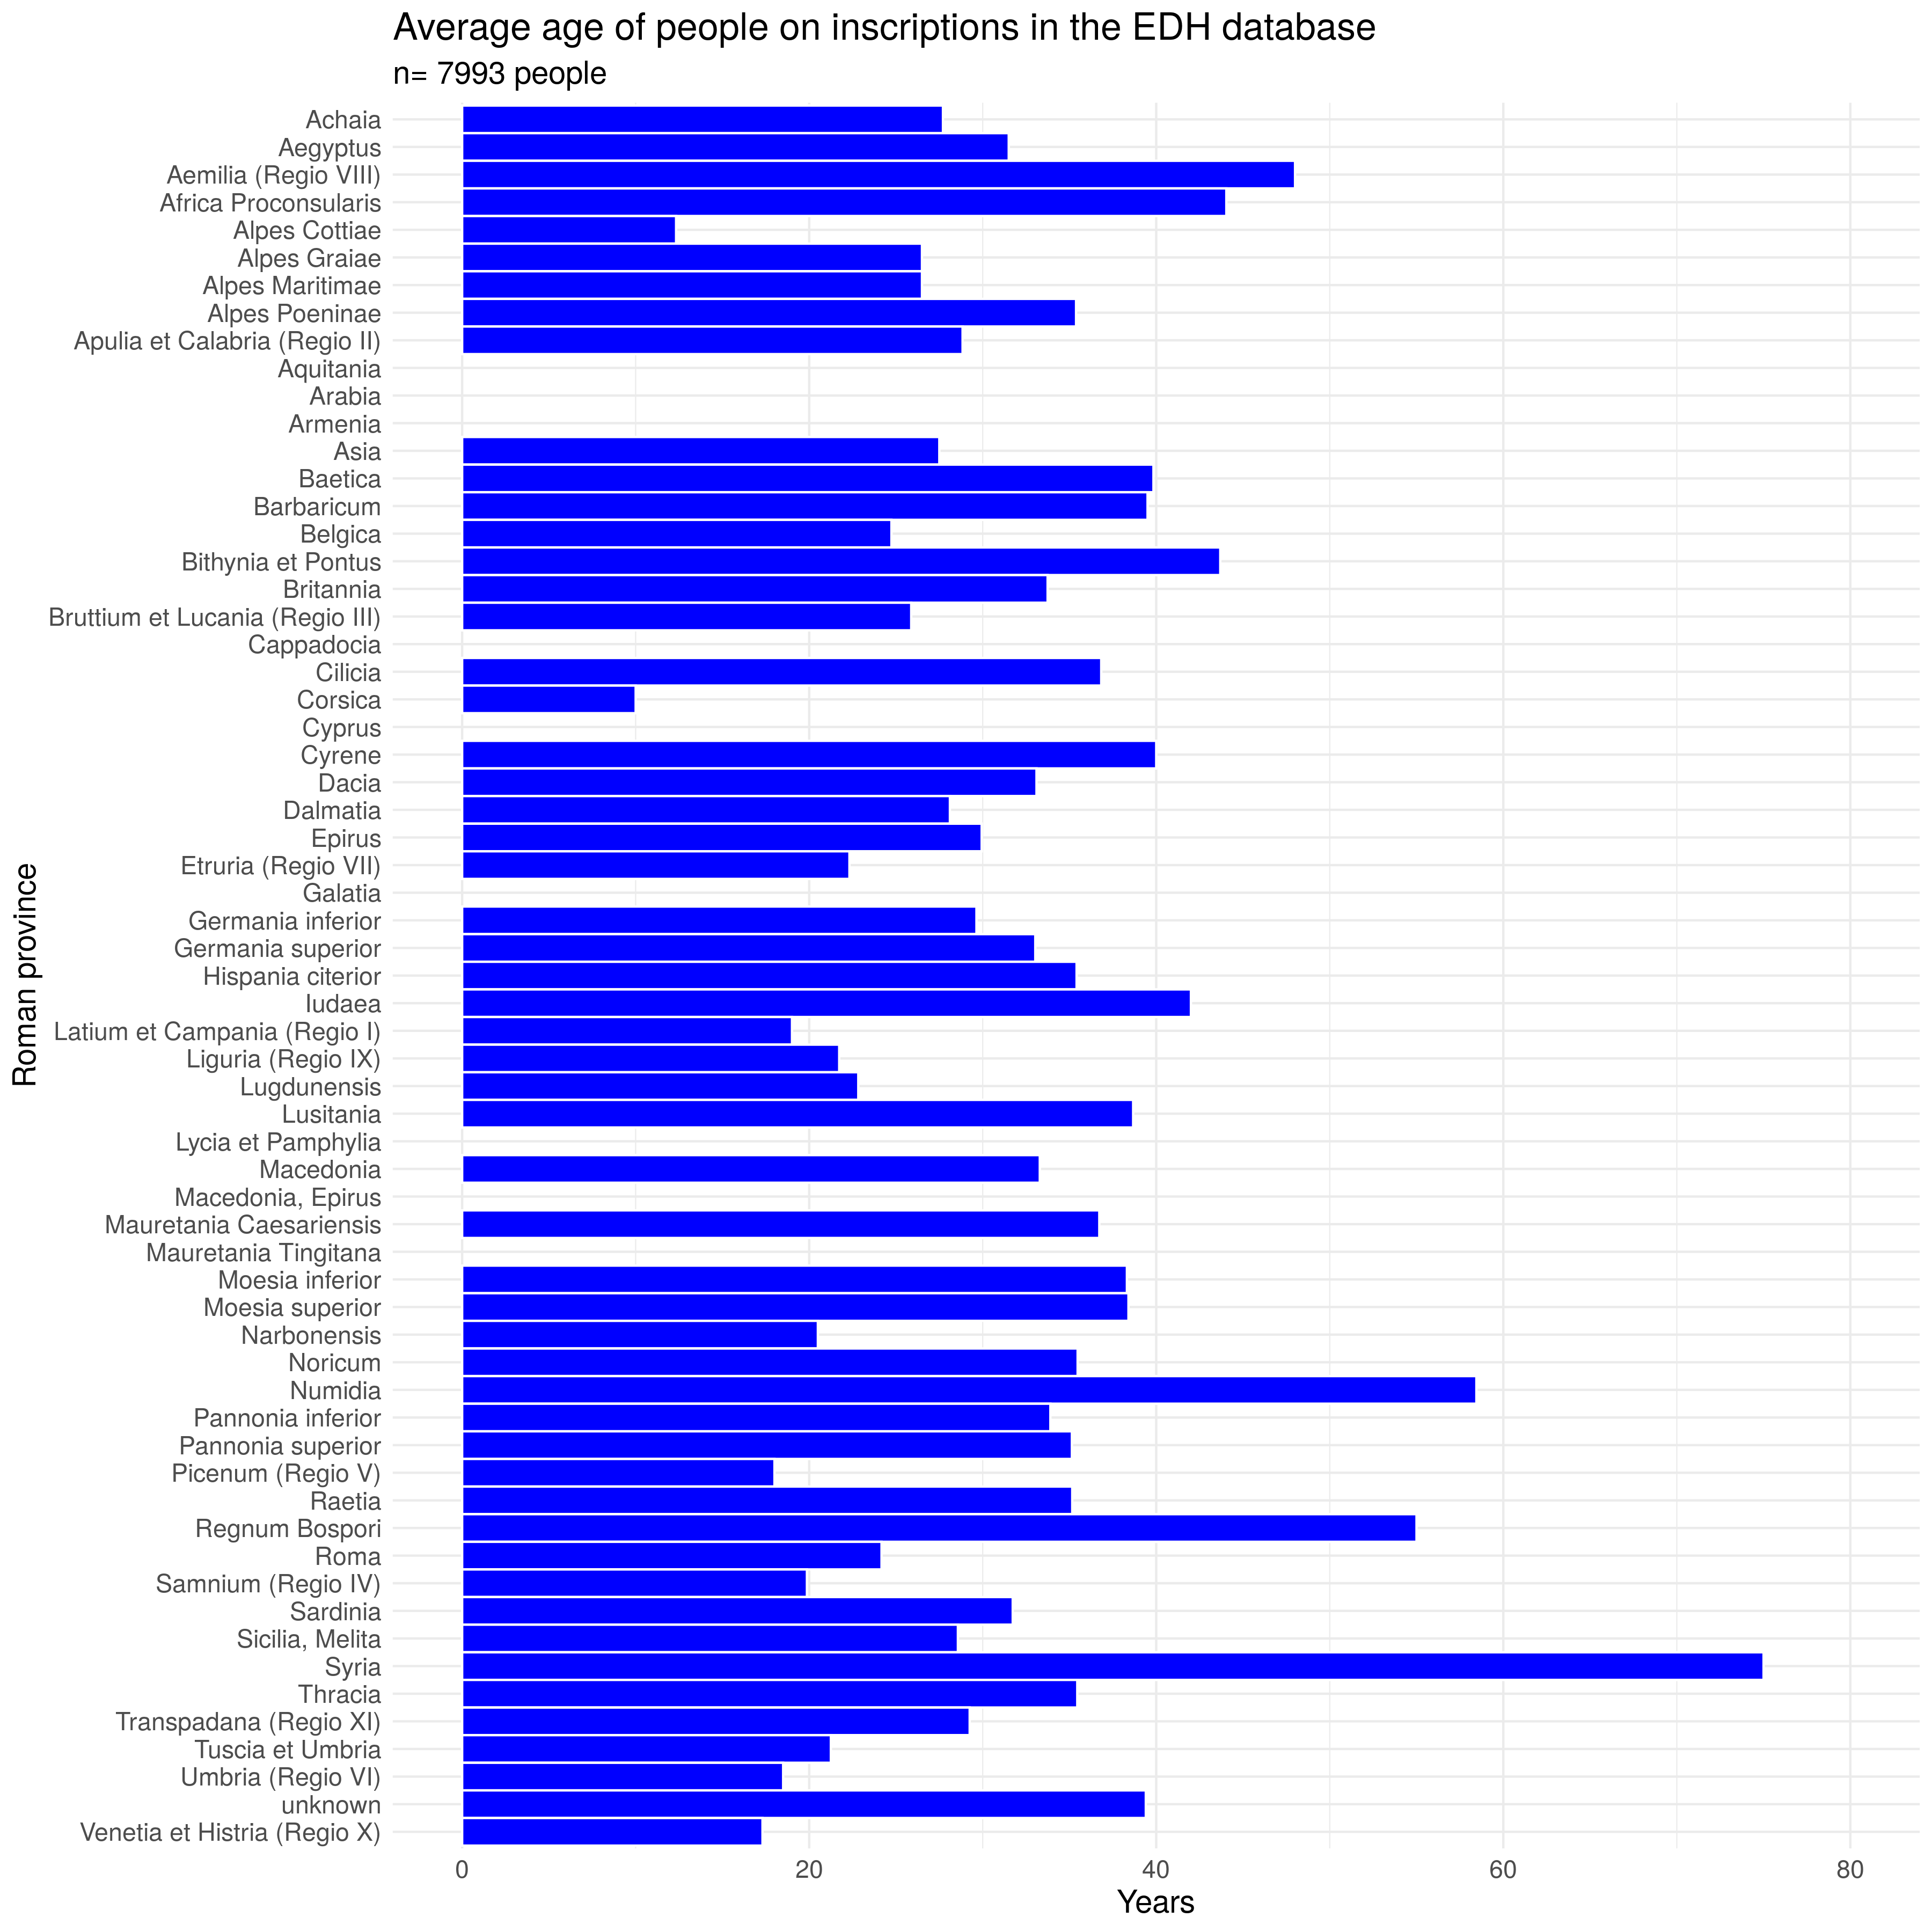 Average age of people on inscriptions in the EDH database
n= 7993 people
Achaia
Aegyptus
Aemilia (Regio VIII)
Africa Proconsularis
Alpes Cottiae
Alpes Graiae
Alpes Maritimae
Alpes Poeninae
Apulia et Calabria (Regio II)
Aquitania
Arabia
Armenia
Asia
Baetica
Barbaricum
Belgica
Bithynia et Pontus
Britannia
Bruttium et Lucania (Regio III)
Cappadocia
Cilicia
Corsica
Cyprus
Cyrene
Dacia
Dalmatia
Epirus
Etruria (Regio VII)
Galatia
Germania inferior
Germania superior
Hispania citerior
Iudaea
Latium et Campania (Regio I)
Liguria (Regio IX)
Lugdunensis
Lusitania
Lycia et Pamphylia
Macedonia
Macedonia, Epirus
Mauretania Caesariensis
Mauretania Tingitana
Moesia inferior
Moesia superior
Narbonensis
Noricum
Numidia
Pannonia inferior
Pannonia superior
Picenum (Regio V)
Raetia
Regnum Bospori
Roma
Samnium (Regio IV)
Sardinia
Sicilia, Melita
Syria
Thracia
Transpadana (Regio XI)
Tuscia et Umbria
Umbria (Regio VI)
unknown
Venetia et Histria (Regio X)
Roman province
0 20 40 60 80
Years